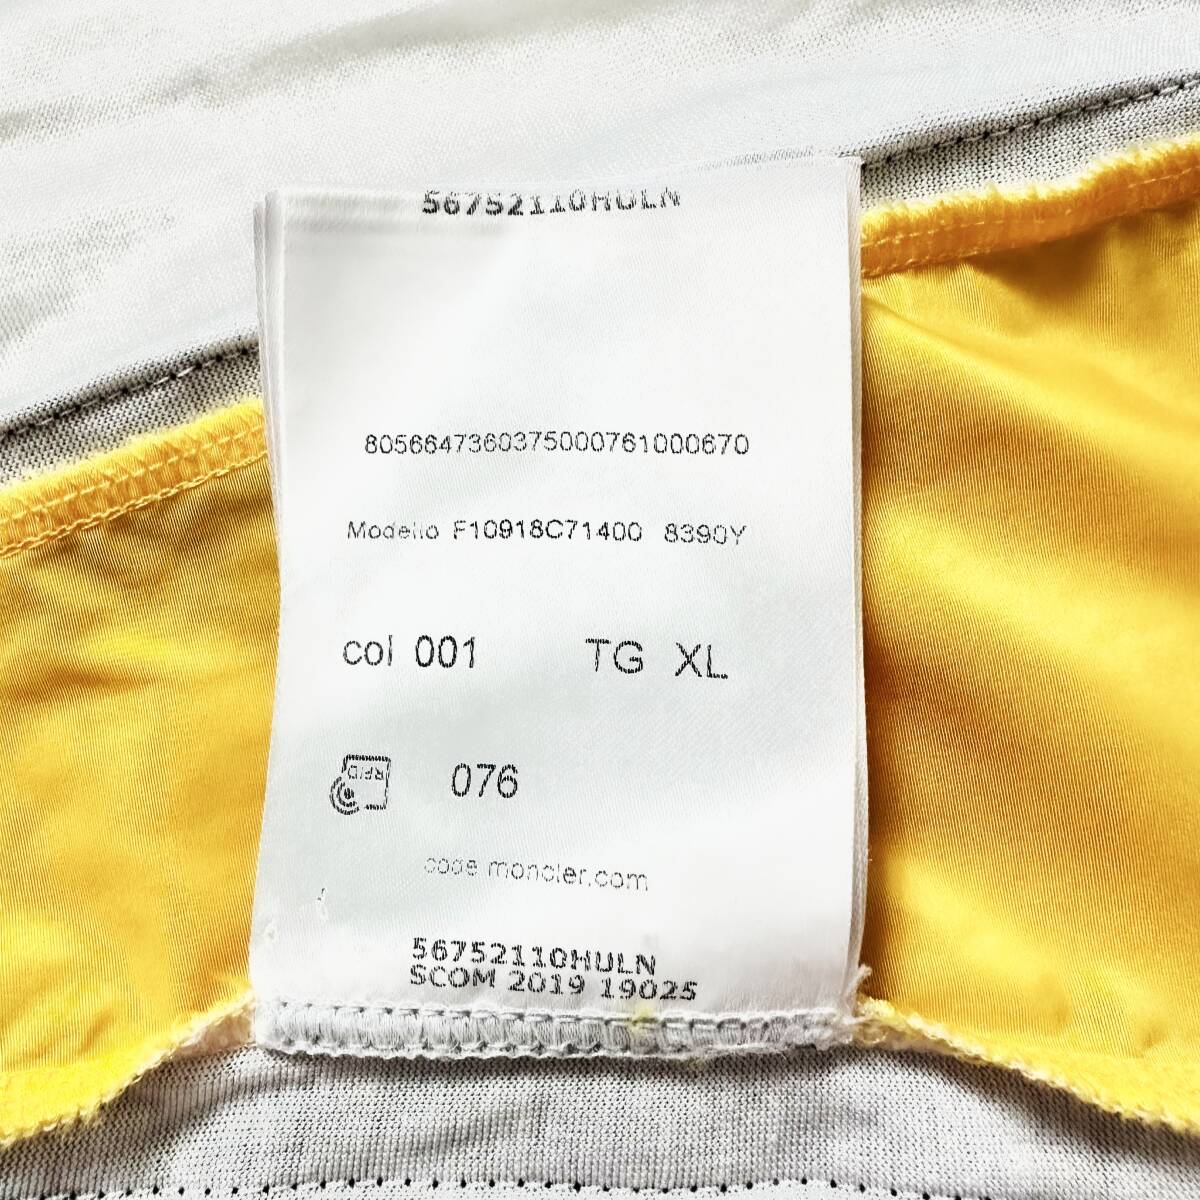 56752110HULN
8056647360375000761000670
Modello F10918C71400 8390Y
col 001 TG XL
RFID 076
code moncler.com
56752110HULN
SCOM 2019 19025